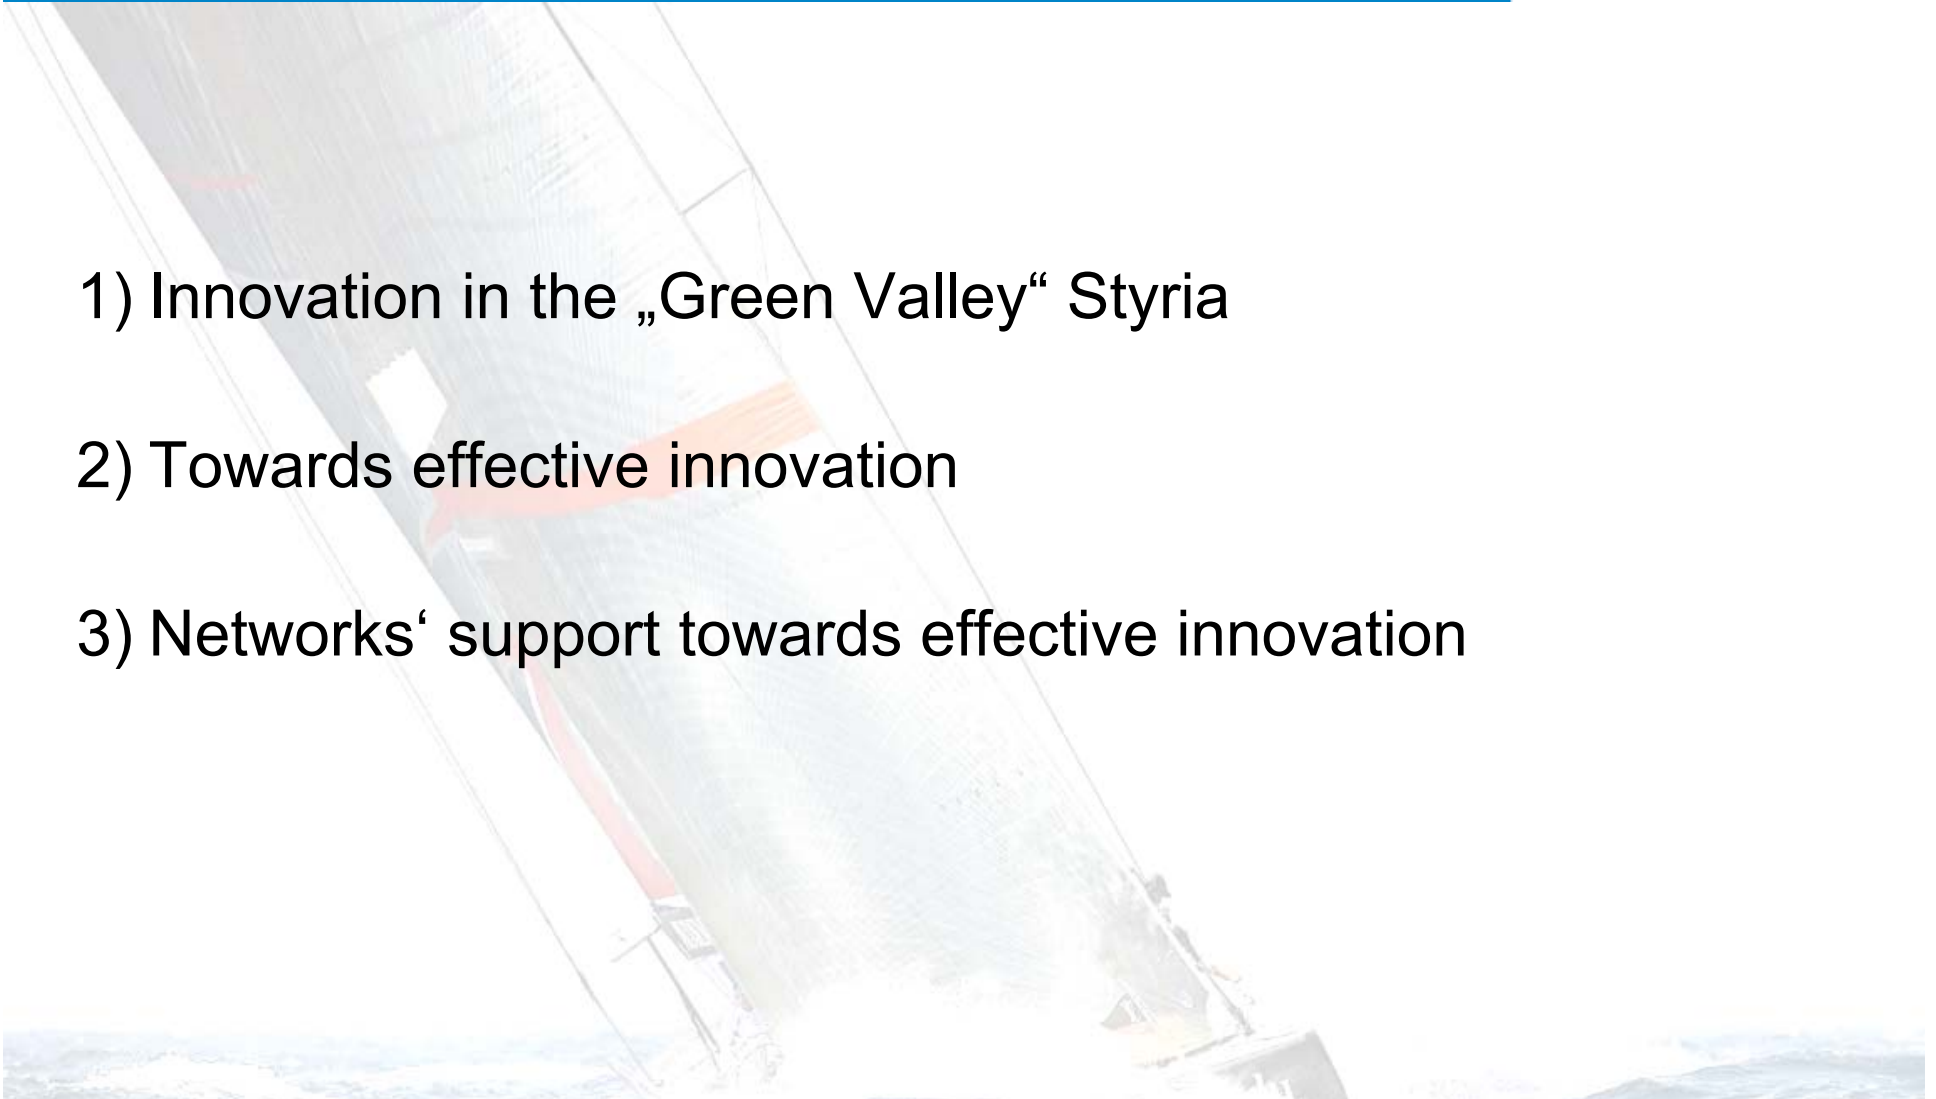 1) Innovation in the „Green Valley“ Styria
2) Towards effective innovation
3) Networks‘ support towards effective innovation